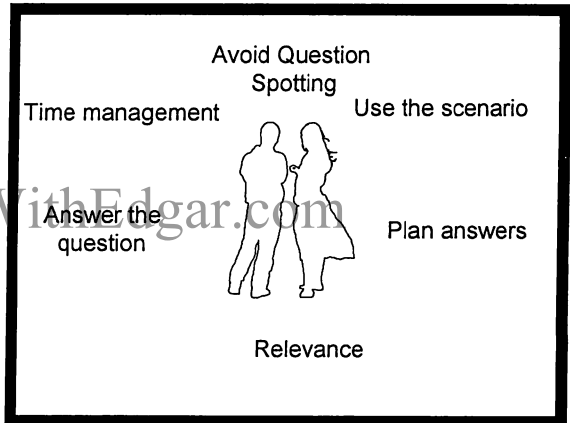 Avoid Question
Spotting
Time management
Use the scenario
WithEdgar.com
Answer the
question
Plan answers
Relevance